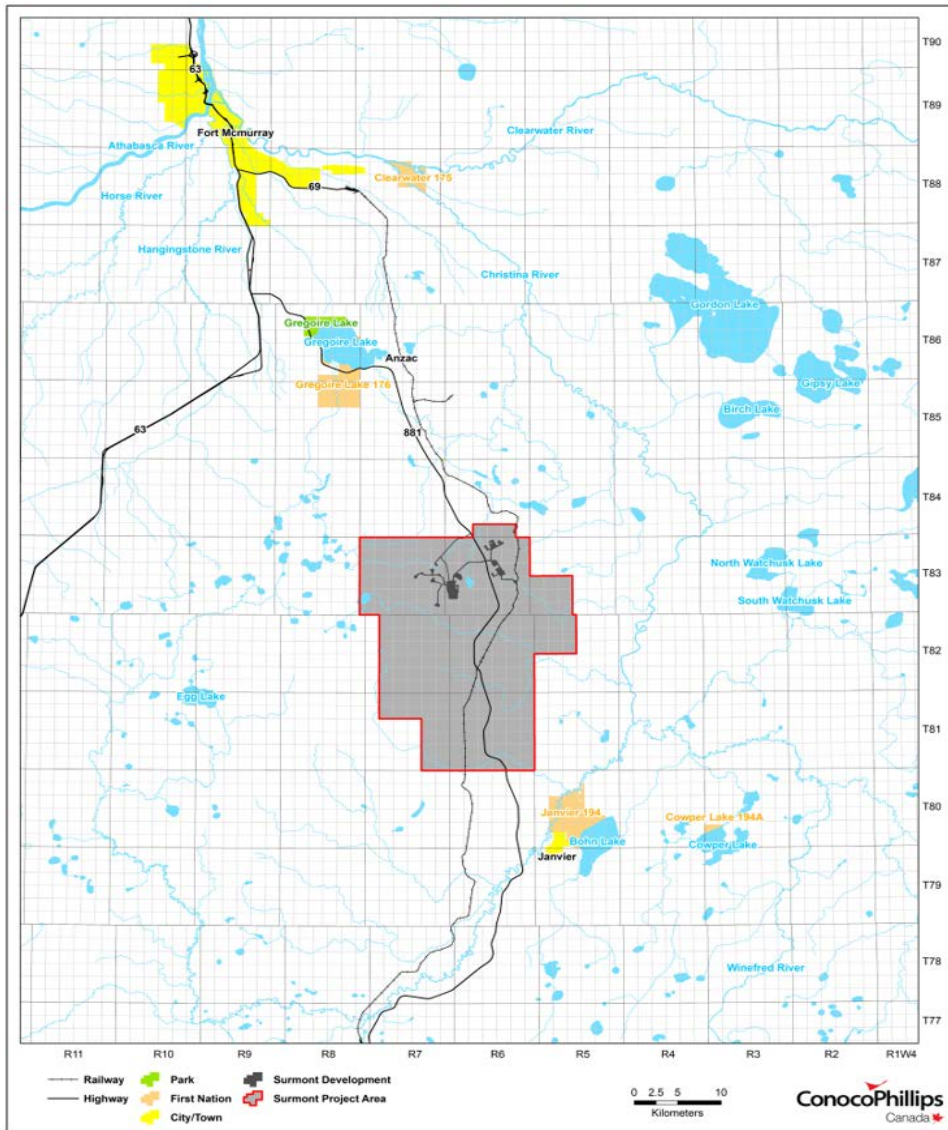 T90
63
T89
Fort Mcmurray
Clearwater River
Athabasca River
Clearwater 175
T88
69
Horse River
Hangingstone River
T87
Christina River
Gordon Lake
Gregoire Lake
Gregoire Lake
T86
Anzac
Gregoire Lake 176
Gipsy Lake
Birch Lake
T85
63
881
T84
North Watchusk Lake
T83
South Watchusk Lake
T82
Egg Lake
T81
Janvier 194
T80
Cowper Lake 194A
Bohn Lake
Cowper Lake
Janvier
T79
Winefred River
T78
T77
R11 R10 R9 R8 R7 R6 R5 R4 R3 R2 R1W4
Railway Park Surmont Development
Highway First Nation Surmont Project Area
City/Town
0 2.5 5 10
Kilometers
ConocoPhillips
Canada